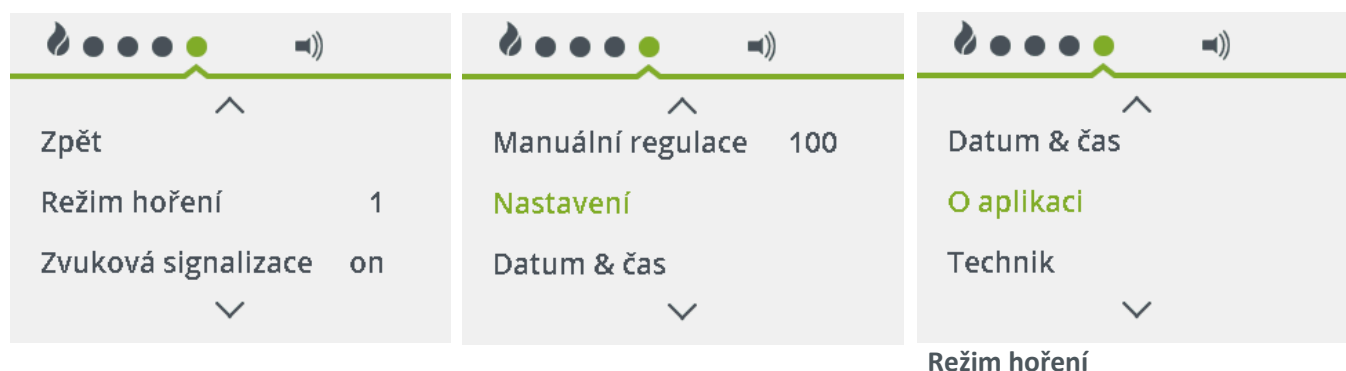 Zpět
Režim hoření 1
Zvuková signalizace on
Manuální regulace 100
Nastavení
Datum & čas
Datum & čas
O aplikaci
Technik
Režim hoření